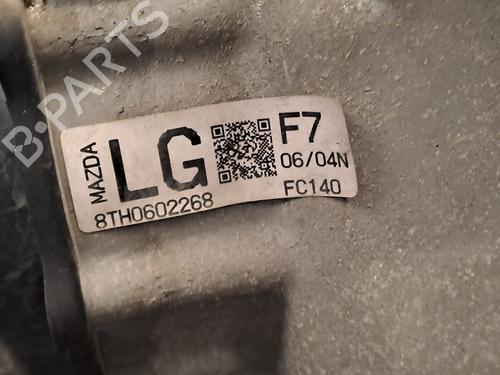 B-PARTS
MAZDA
LG
F7
06/04N
8TH0602268
FC140